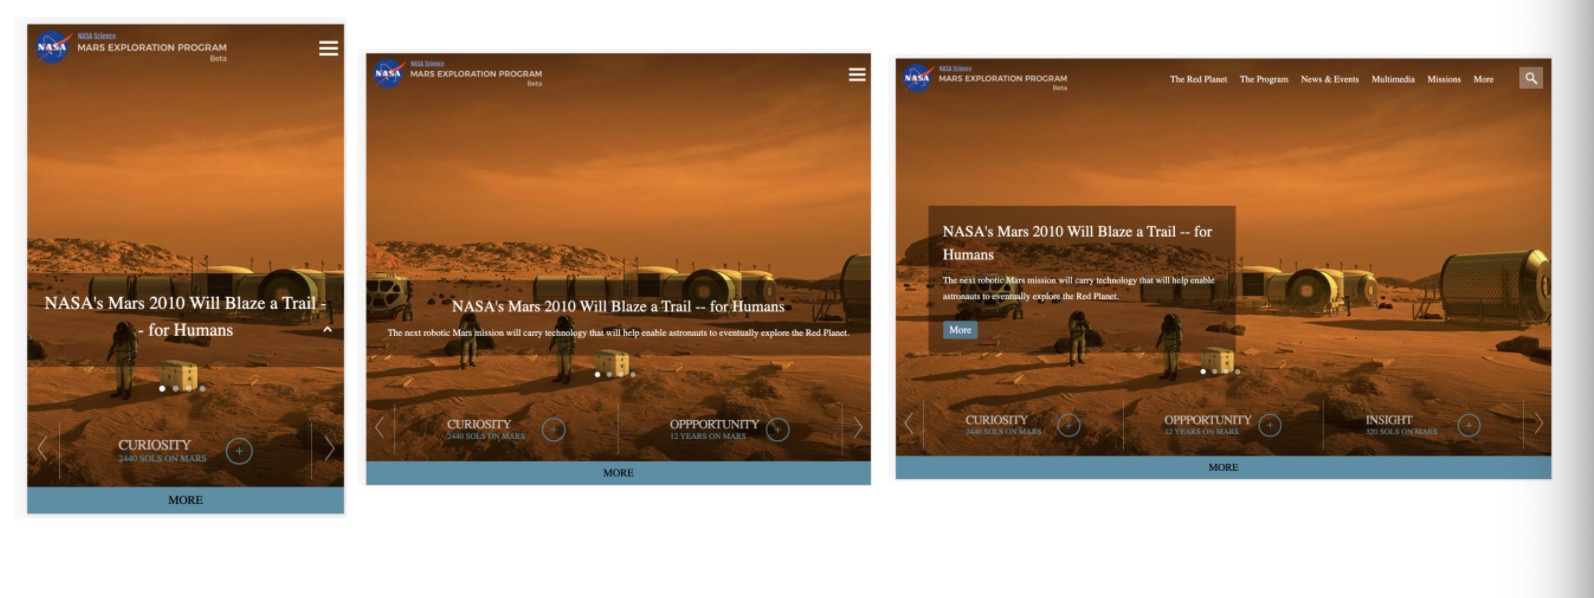 NASA
NASA Science
MARS EXPLORATION PROGRAM
Beta
NASA's Mars 2010 Will Blaze a Trail -
- for Humans
CURIOSITY
2440 SOLS ON MARS
MORE
NASA
NASA Science
MARS EXPLORATION PROGRAM
Beta
NASA's Mars 2010 Will Blaze a Trail -- for Humans
The next robotic Mars mission will carry technology that will help enable astronauts to eventually explore the Red Planet.
CURIOSITY
2440 SOLS ON MARS
OPPPORTUNITY
12 YEARS ON MARS
MORE
NASA
NASA Science
MARS EXPLORATION PROGRAM
Beta
The Red Planet The Program News & Events Multimedia Missions More
NASA's Mars 2010 Will Blaze a Trail -- for
Humans
The next robotic Mars mission will carry technology that will help enable
astronauts to eventually explore the Red Planet.
More
CURIOSITY
2440 SOLS ON MARS
OPPPORTUNITY
12 YEARS ON MARS
INSIGHT
320 SOLS ON MARS
MORE